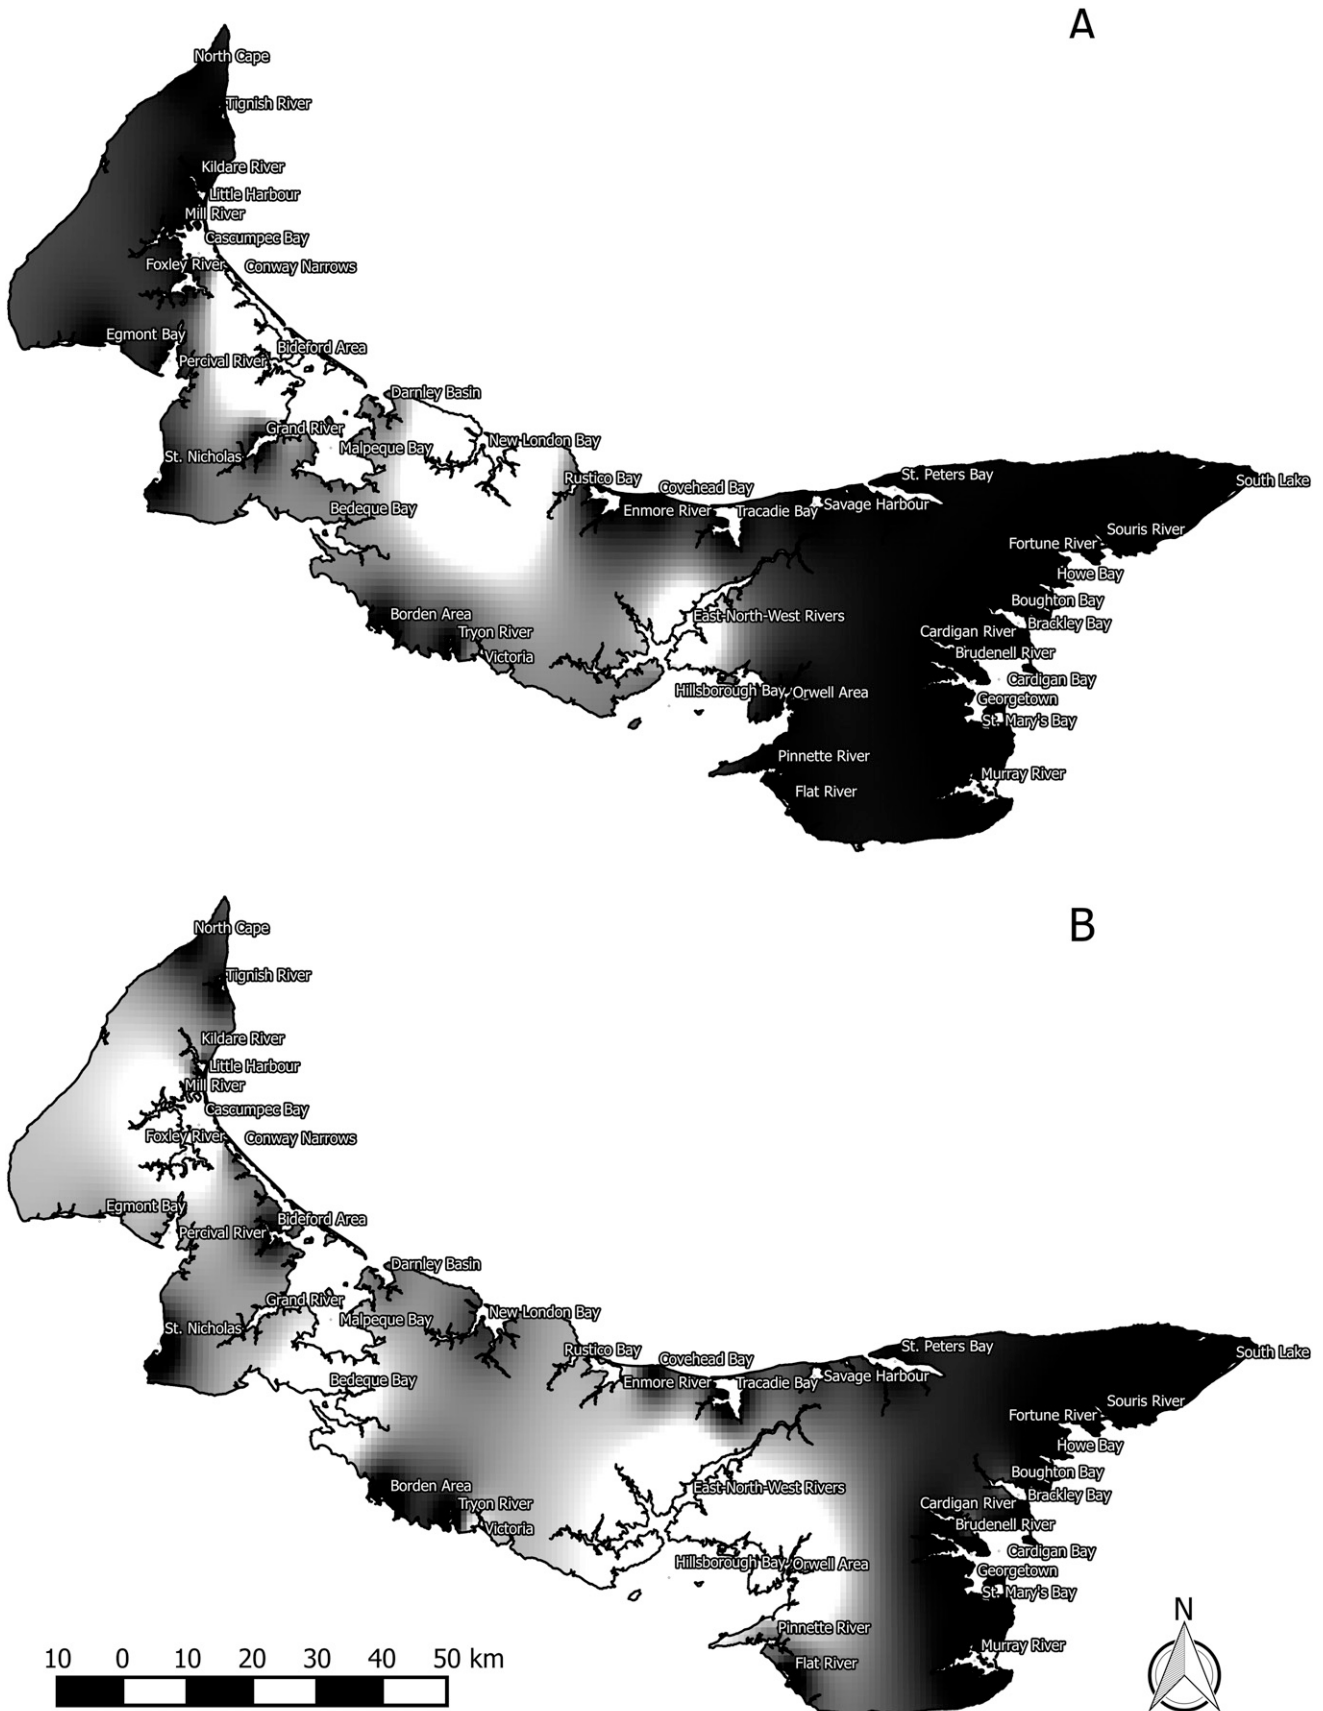 A
North Cape
Tignish River
Kildare River
Little Harbour
Mill River
Cascumpec Bay
Foxley River
Conway Narrows
Egmont Bay
Bideford Area
Percival River
Darnley Basin
Grand River
New London Bay
Malpeque Bay
St. Nicholas
Rustico Bay
St. Peters Bay
South Lake
Covehead Bay
Bedeque Bay
Enmore River
Tracadie Bay
Savage Harbour
Souris River
Fortune River
Howe Bay
Boughton Bay
Borden Area
East-North-West Rivers
Brackley Bay
Tryon River
Cardigan River
Victoria
Brudenell River
Cardigan Bay
Hillsborough Bay
Orwell Area
Georgetown
St. Mary's Bay
Pinnette River
Murray River
Flat River
B
North Cape
Tignish River
Kildare River
Little Harbour
Mill River
Cascumpec Bay
Foxley River
Conway Narrows
Egmont Bay
Bideford Area
Percival River
Darnley Basin
Grand River
New London Bay
Malpeque Bay
St. Nicholas
Rustico Bay
St. Peters Bay
South Lake
Covehead Bay
Bedeque Bay
Enmore River
Tracadie Bay
Savage Harbour
Souris River
Fortune River
Howe Bay
Boughton Bay
Borden Area
East-North-West Rivers
Brackley Bay
Tryon River
Cardigan River
Victoria
Brudenell River
Cardigan Bay
Hillsborough Bay
Orwell Area
Georgetown
St. Mary's Bay
Pinnette River
Murray River
Flat River
N
10 0 10 20 30 40 50 km